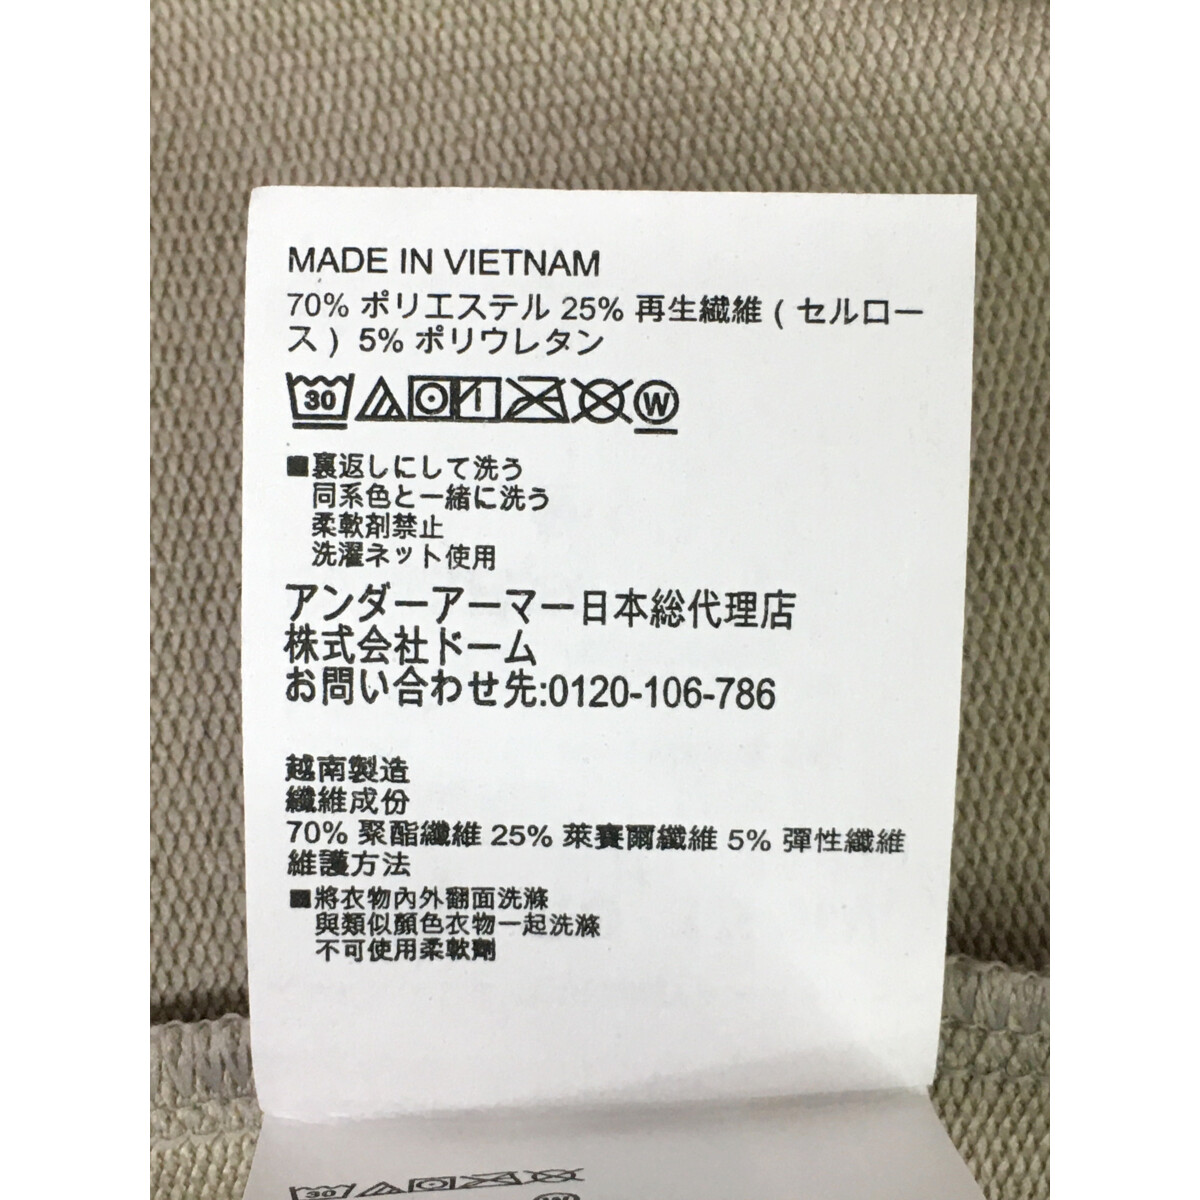 MADE IN VIETNAM
70% ポリエステル 25% 再生繊維 ( セルロー
ス ) 5% ポリウレタン
30 W
■裏返しにして洗う
同系色と一緒に洗う
柔軟剤禁止
洗濯ネット使用
アンダーアーマー日本総代理店
株式会社ドーム
お問い合わせ先:0120-106-786
越南製造
纖維成份
70% 聚酯纖維 25% 萊賽爾纖維 5% 彈性纖維
維護方法
■將衣物內外翻面洗滌
與類似顏色衣物一起洗滌
不可使用柔軟劑
30
W